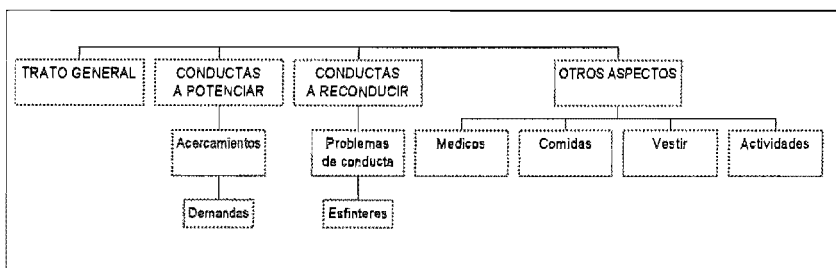 TRATO GENERAL
CONDUCTAS
A POTENCIAR
CONDUCTAS
A RECONDUCIR
OTROS ASPECTOS
Acercamientos
Problemas
de conducta
Medicos
Comidas
Vestir
Actividades
Demandas
Esfinteres